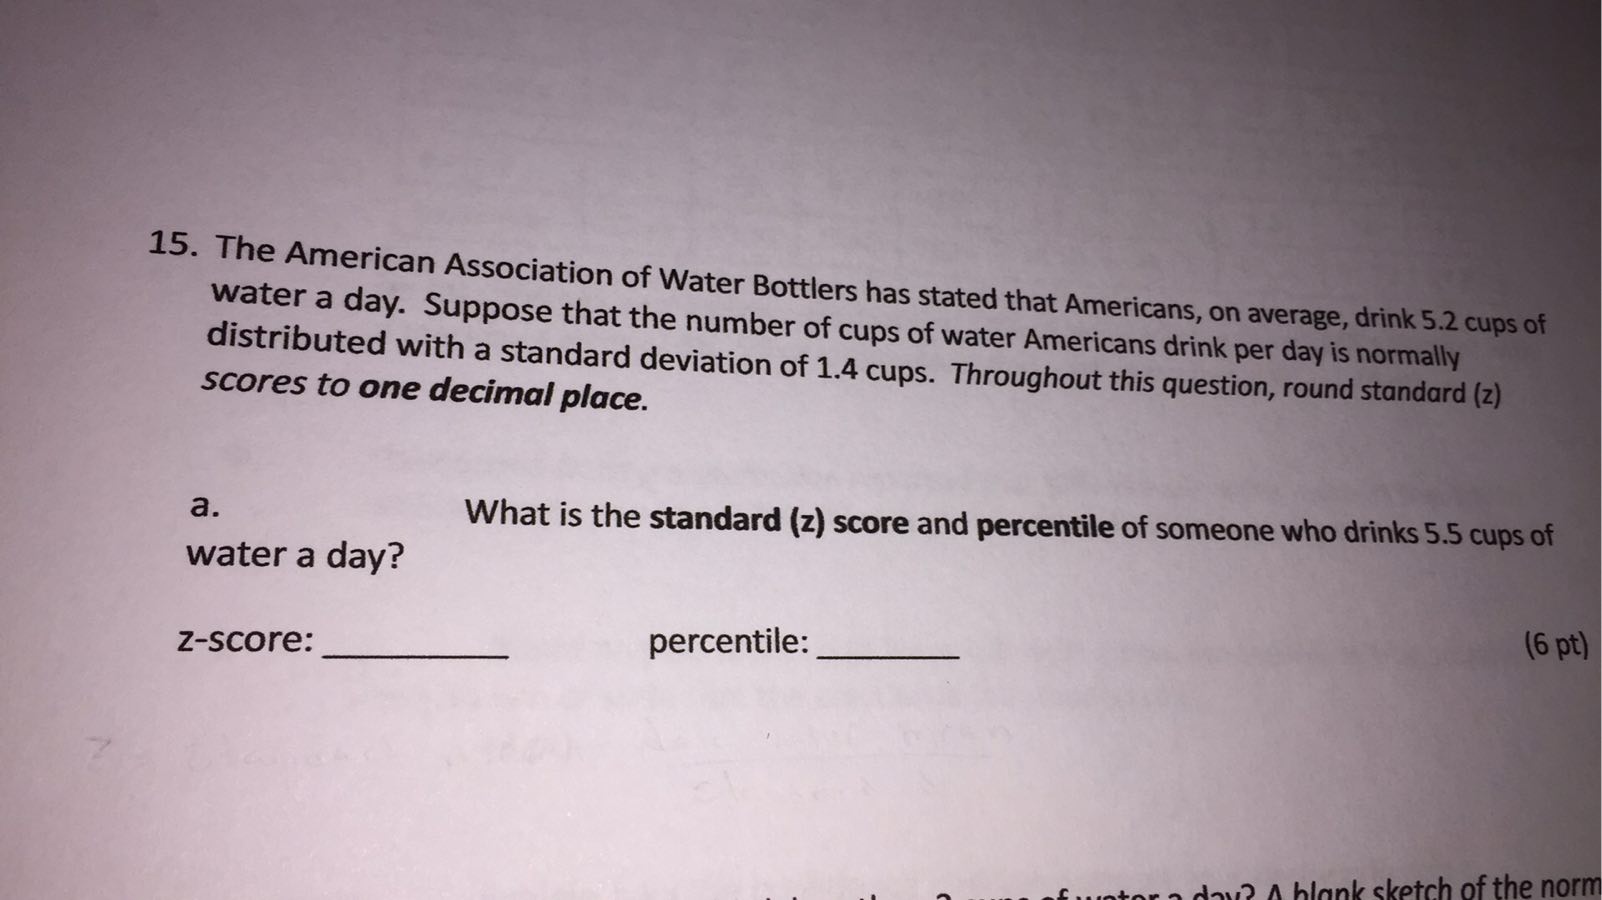 15. The American Association of Water Bottlers has stated that Americans, on average, drink 5.2 cups of
water a day. Suppose that the number of cups of water Americans drink per day is normally
distributed with a standard deviation of 1.4 cups. Throughout this question, round standard (z)
scores to one decimal place.
a. What is the standard (z) score and percentile of someone who drinks 5.5 cups of
water a day?
z-score: __________ percentile: ________ (6 pt)
of water a day? A blank sketch of the norm